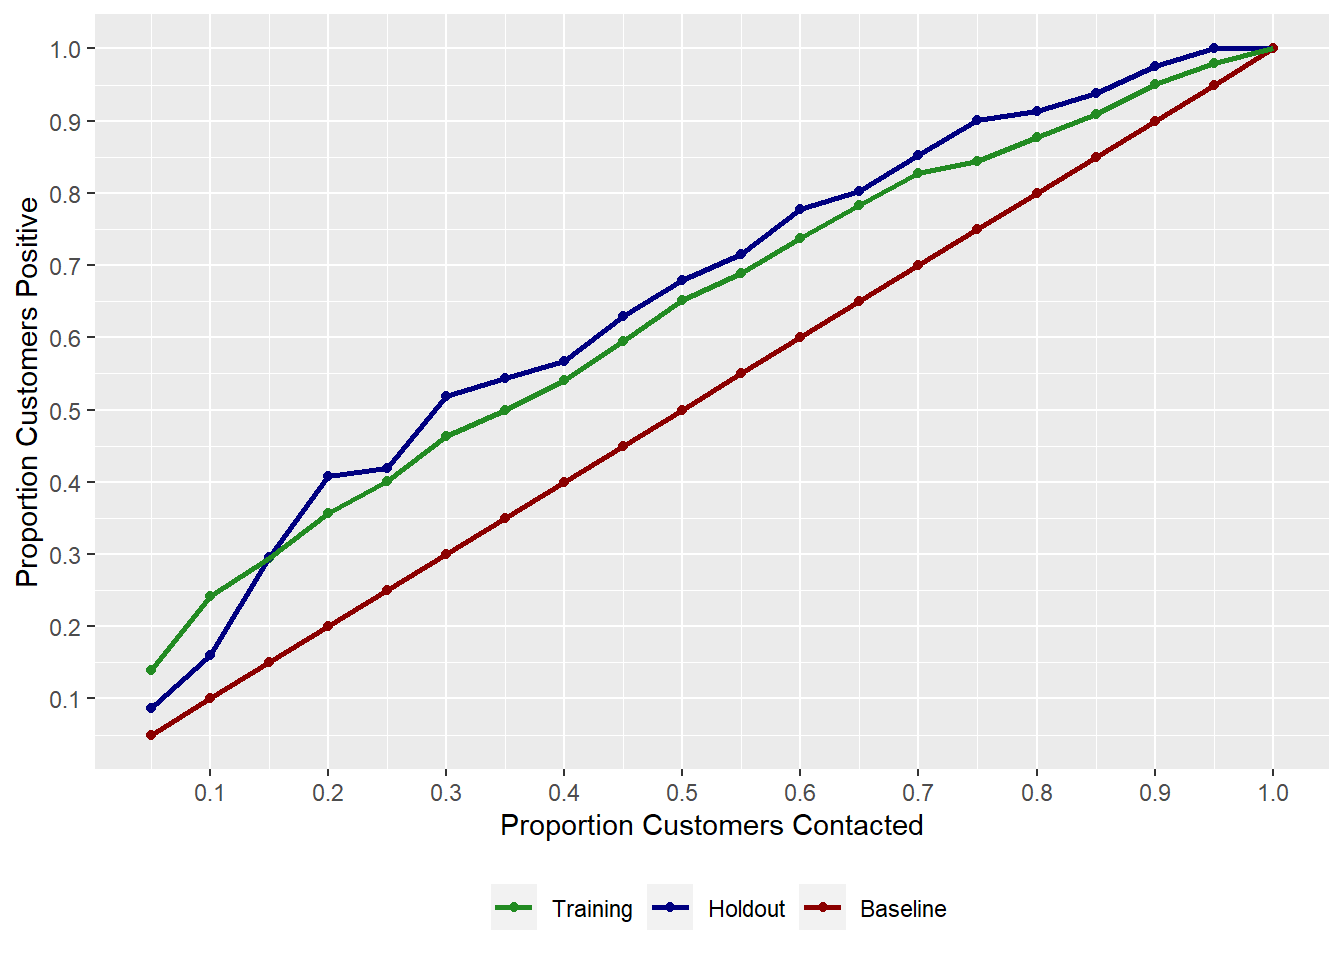 1.0
0.9
0.8
0.7
0.6
0.5
0.4
0.3
0.2
0.1
Proportion Customers Positive
0.1 0.2 0.3 0.4 0.5 0.6 0.7 0.8 0.9 1.0
Proportion Customers Contacted
Training Holdout Baseline